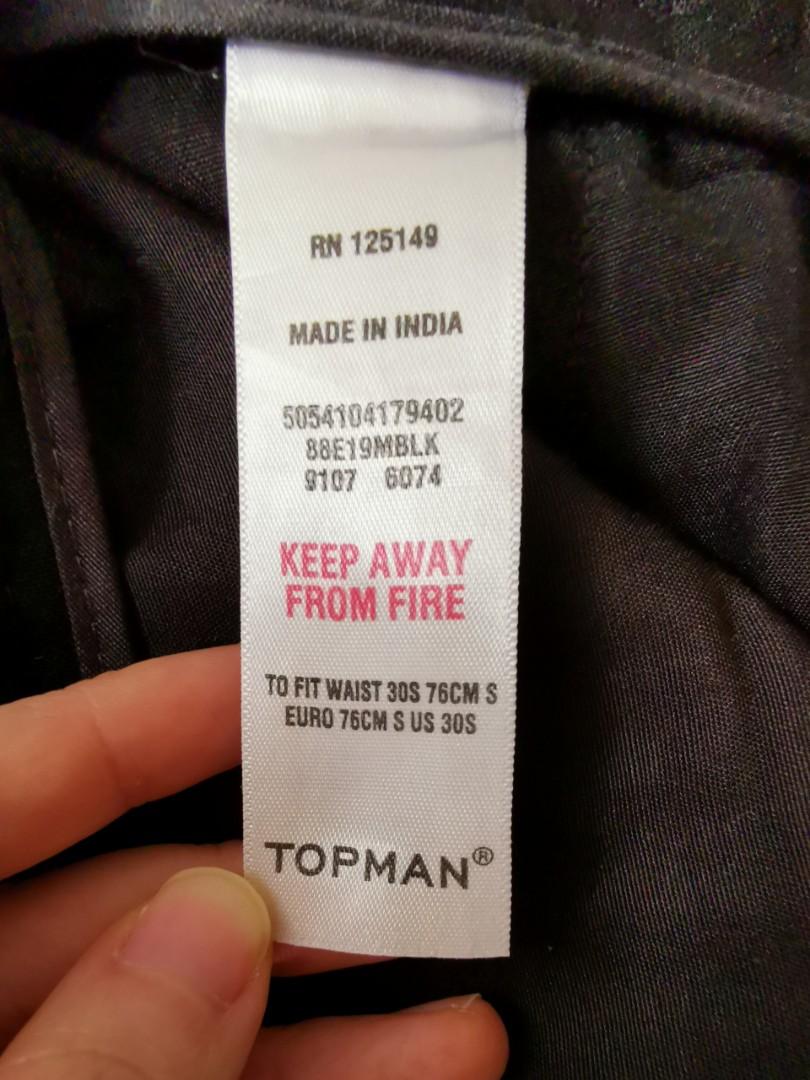 RN 125149
MADE IN INDIA
5054104179402
88E19MBLK
9107 6074
KEEP AWAY
FROM FIRE
TO FIT WAIST 30S 76CM S
EURO 76CM S US 30S
TOPMAN®